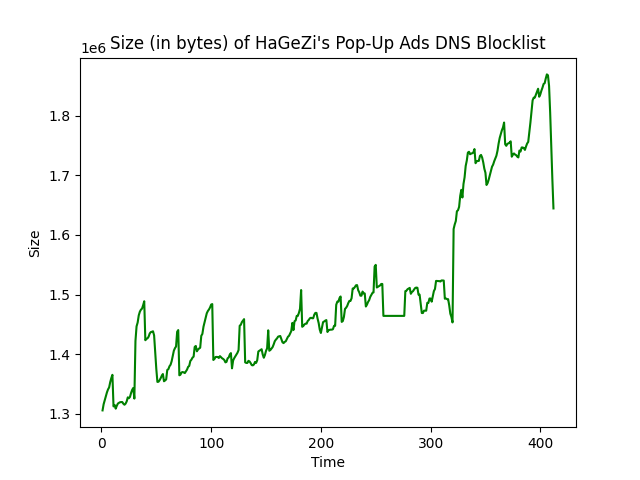 Size (in bytes) of HaGeZi's Pop-Up Ads DNS Blocklist
1e6
1.8
1.7
1.6
1.5
1.4
1.3
Size
0 100 200 300 400
Time